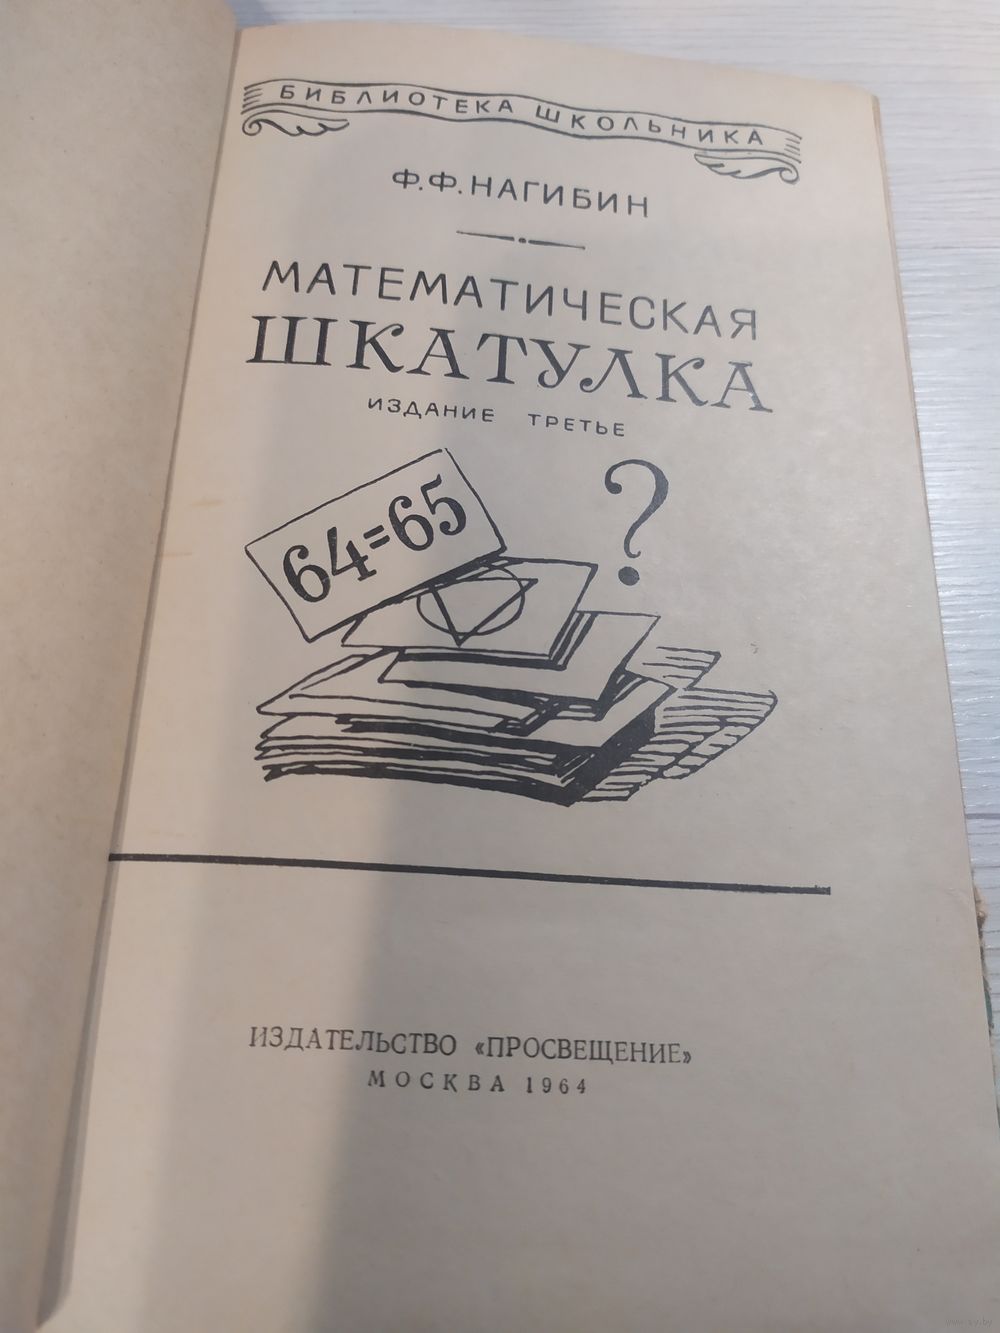 БИБЛИОТЕКА ШКОЛЬНИКА
Ф.Ф.НАГИБИН
МАТЕМАТИЧЕСКАЯ
ШКАТУЛКА
ИЗДАНИЕ ТРЕТЬЕ
64=65
?
ИЗДАТЕЛЬСТВО «ПРОСВЕЩЕНИЕ»
МОСКВА 1964